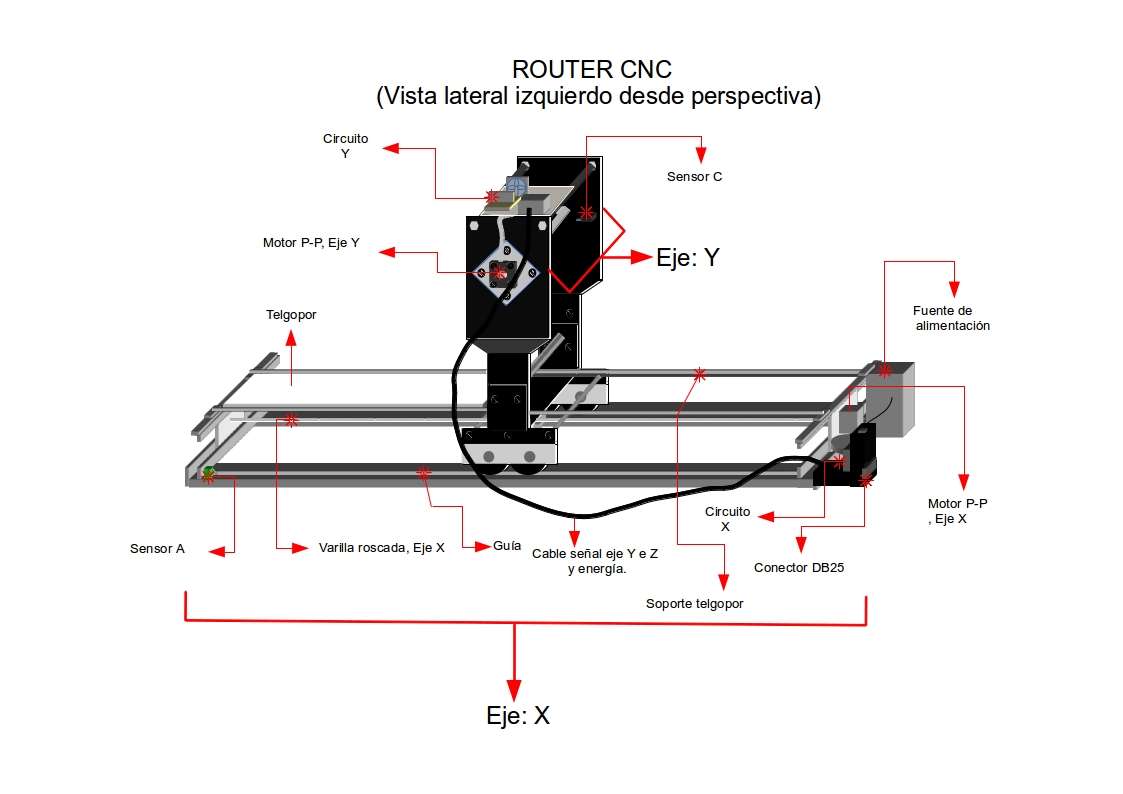 ROUTER CNC
(Vista lateral izquierdo desde perspectiva)
Circuito
Y
Sensor C
Motor P-P, Eje Y
Eje: Y
Telgopor
Fuente de
alimentación
Motor P-P
, Eje X
Circuito
X
Sensor A
Varilla roscada, Eje X
Guía
Cable señal eje Y e Z
y energía.
Conector DB25
Soporte telgopor
Eje: X